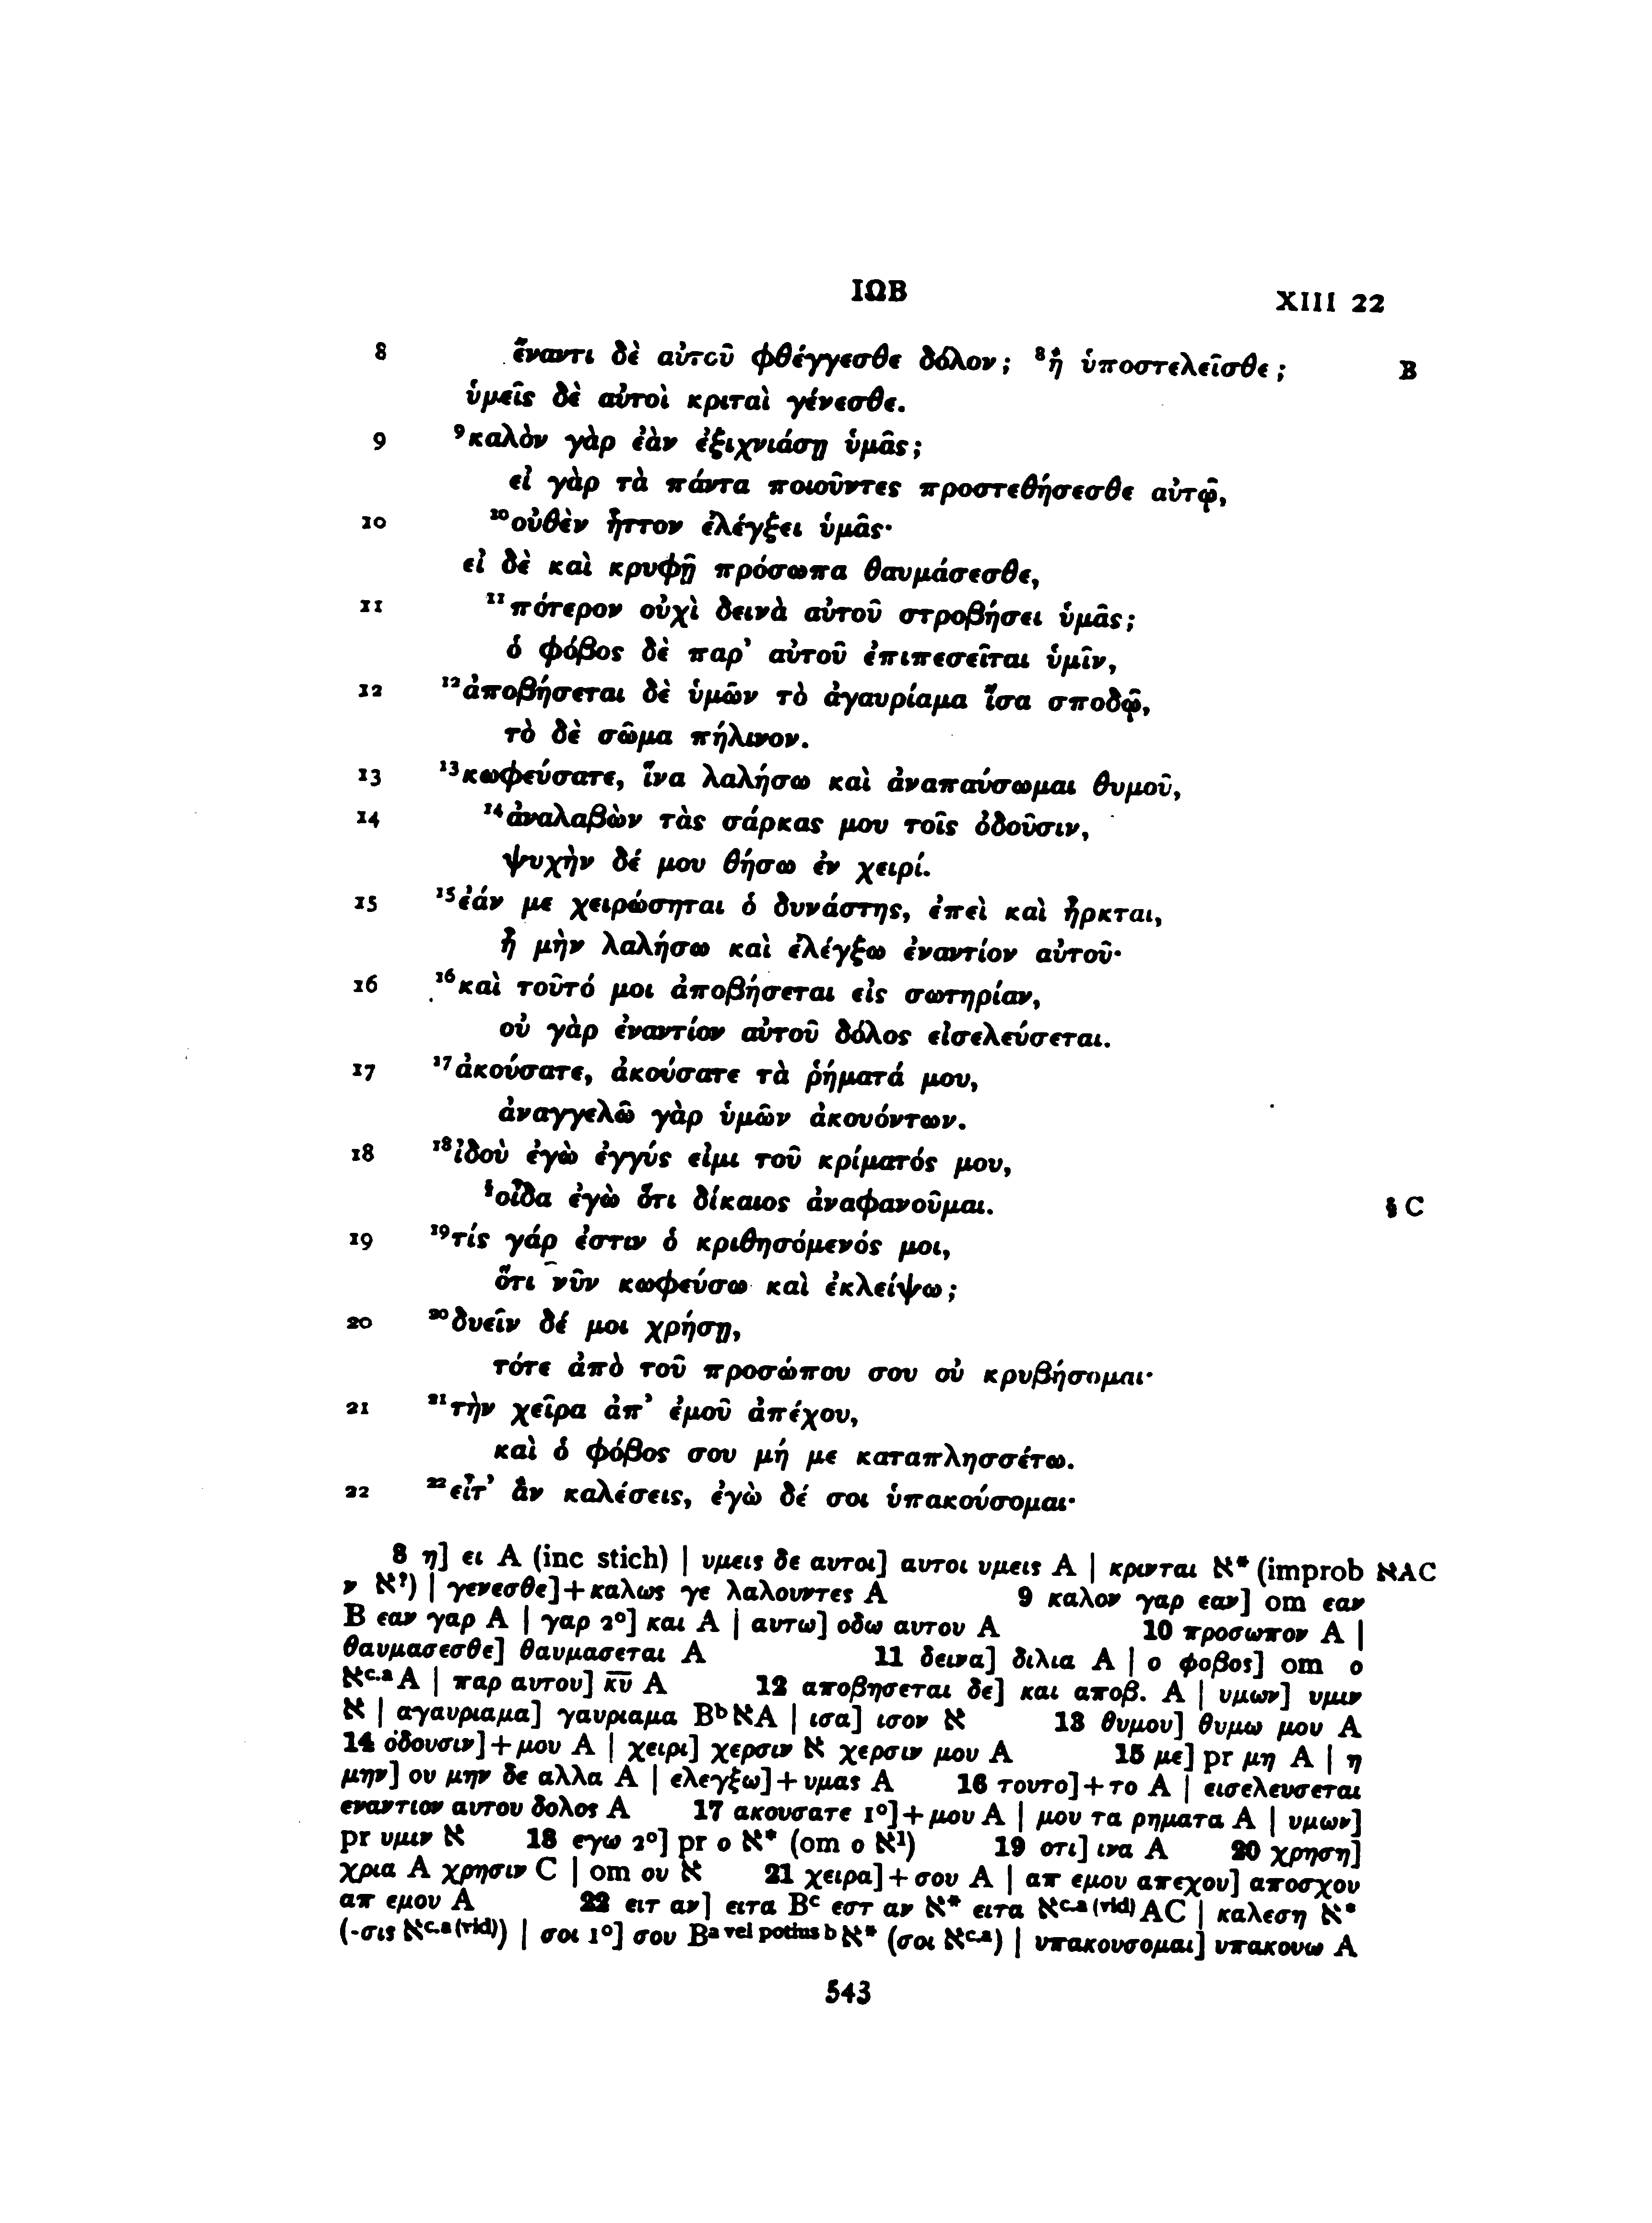 ΙΩΒ XIII 22
8 ἔναντι δὲ αὐτοῦ φθέγγεσθε δόλον; ⁸ἢ ὑποστελεῖσθε; B
ὑμεῖς δὲ αὐτοὶ κριταὶ γένεσθε.
9 ⁹καλὸν γὰρ ἐὰν ἐξιχνιάσῃ ὑμᾶς;
εἰ γὰρ τὰ πάντα ποιοῦντες προστεθήσεσθε αὐτῷ,
10 ¹⁰οὐθὲν ἧττον ἐλέγξει ὑμᾶς·
εἰ δὲ καὶ κρυφῇ πρόσωπα θαυμάσεσθε,
11 ¹¹πότερον οὐχὶ δεινὰ αὐτοῦ στροβήσει ὑμᾶς;
ὁ φόβος δὲ παρ’ αὐτοῦ ἐπιπεσεῖται ὑμῖν,
12 ¹²ἀποβήσεται δὲ ὑμῶν τὸ ἀγαυρίαμα ἴσα σποδῷ,
τὸ δὲ σῶμα πήλινον.
13 ¹³κωφεύσατε, ἵνα λαλήσω καὶ ἀναπαύσωμαι θυμοῦ,
14 ¹⁴ἀναλαβὼν τὰς σάρκας μου τοῖς ὀδοῦσιν,
ψυχὴν δέ μου θήσω ἐν χειρί.
15 ¹⁵ἐάν με χειρώσηται ὁ δυνάστης, ἐπεὶ καὶ ἦρκται,
ἦ μὴν λαλήσω καὶ ἐλέγξω ἐναντίον αὐτοῦ·
16 ¹⁶καὶ τοῦτό μοι ἀποβήσεται εἰς σωτηρίαν,
οὐ γὰρ ἐναντίον αὐτοῦ δόλος εἰσελεύσεται.
17 ¹⁷ἀκούσατε, ἀκούσατε τὰ ῥήματά μου,
ἀναγγελῶ γὰρ ὑμῶν ἀκουόντων.
18 ¹⁸ἰδοὺ ἐγὼ ἐγγύς εἰμι τοῦ κρίματός μου,
§οἶδα ἐγὼ ὅτι δίκαιος ἀναφανοῦμαι. § C
19 ¹⁹τίς γάρ ἐστιν ὁ κριθησόμενός μοι,
ὅτι νῦν κωφεύσω καὶ ἐκλείψω;
20 ²⁰δυεῖν δέ μοι χρήσῃ,
τότε ἀπὸ τοῦ προσώπου σου οὐ κρυβήσομαι·
21 ²¹τὴν χεῖρα ἀπ’ ἐμοῦ ἀπέχου,
καὶ ὁ φόβος σου μή με καταπλησσέτω.
22 ²²εἶτ’ ἂν καλέσεις, ἐγὼ δέ σοι ὑπακούσομαι·
8 η] ει A (inc stich) | υμεις δε αυτοι] αυτοι υμεις A | κρινται ℵ* (improb ℵAC
ν ℵ?) | γενεσθε]+καλως γε λαλουντες A 9 καλον γαρ εαν] om εαν
B εαν γαρ A | γαρ 2°] και A | αυτω] οδω αυτου A 10 προσωπον A |
θαυμασεσθε] θαυμασεται A 11 δεινα] διλια A | ο φοβος] om ο
ℵᶜ·ᵃA | παρ αυτου] κ̅υ̅ A 12 αποβησεται δε] και αποβ. A | υμων] υμιν
ℵ | αγαυριαμα] γαυριαμα BᵇℵA | ισα] ισον ℵ 13 θυμου] θυμω μου A
14 οδουσιν]+μου A | χειρι] χερσιν ℵ χερσιν μου A 15 με] pr μη A | η
μην] ου μην δε αλλα A | ελεγξω]+υμας A 16 τουτο]+το A | εισελευσεται
εναντιον αυτου δολος A 17 ακουσατε 1°]+μου A | μου τα ρηματα A | υμων]
pr υμιν ℵ 18 εγω 2°] pr ο ℵ* (om ο ℵ¹) 19 οτι] ινα A 20 χρηση]
χρια A χρησιν C | om ου ℵ 21 χειρα]+σου A | απ εμου απεχου] αποσχου
απ εμου A 22 ειτ αν] ειτα Bᶜ εστ αν ℵ* ειτα ℵᶜ·ᵃ ⁽ᵛⁱᵈ⁾ AC | καλεση ℵ*
(-σις ℵᶜ·ᵃ ⁽ᵛⁱᵈ⁾) | σοι 1°] σου Bᵃ ᵛᵉˡ ᵖᵒᵗⁱᵘˢ ᵇ ℵ* (σοι ℵᶜ·ᵃ) | υπακουσομαι] υπακουω A
543